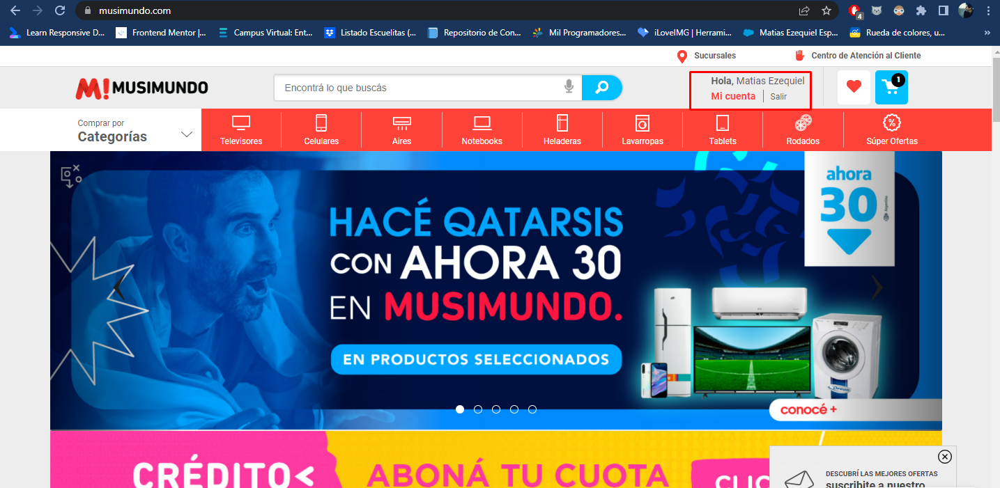 musimundo.com
4
Learn Responsive D...
Frontend Mentor |...
Campus Virtual: Ent...
Listado Escuelitas (...
Repositorio de Con...
Mil Programadores...
iLoveIMG | Herrami...
Matias Ezequiel Esp...
Rueda de colores, u...
»
Sucursales
Centro de Atención al Cliente
M! MUSIMUNDO
Encontrá lo que buscás
Hola, Matias Ezequiel
Mi cuenta | Salir
1
Comprar por
Categorías
Televisores
Celulares
Aires
Notebooks
Heladeras
Lavarropas
Tablets
Rodados
%
Súper Ofertas
HACÉ QATARSIS
CON AHORA 30
EN MUSIMUNDO.
EN PRODUCTOS SELECCIONADOS
ahora
30
Argentina
conocé +
CRÉDITO<
ABONÁ TU CUOTA
CLIC
DESCUBRÍ LAS MEJORES OFERTAS
suscribite a nuestro